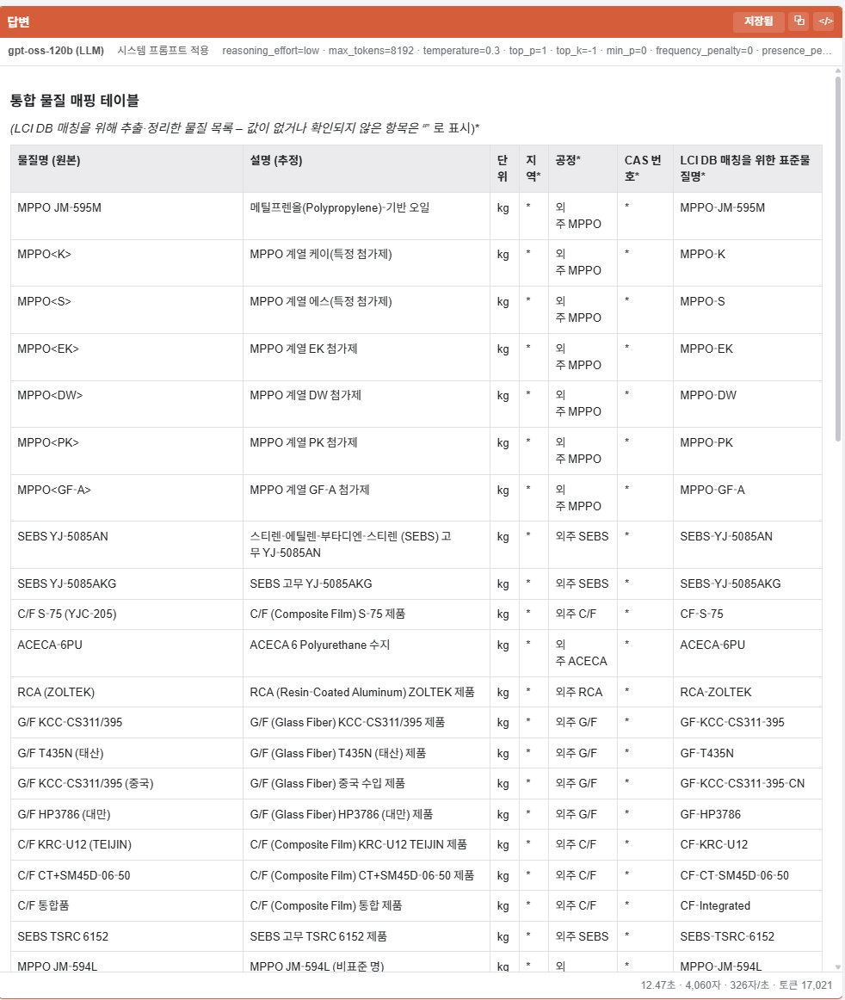 답변
저장됨
</>
gpt-oss-120b (LLM) 시스템 프롬프트 적용 reasoning_effort=low · max_tokens=8192 · temperature=0.3 · top_p=1 · top_k=-1 · min_p=0 · frequency_penalty=0 · presence_pe…
통합 물질 매핑 테이블
(LCI DB 매칭을 위해 추출·정리한 물질 목록 – 값이 없거나 확인되지 않은 항목은 “” 로 표시)*
물질명 (원본) 설명 (추정) 단위 지역* 공정* CAS 번호* LCI DB 매칭을 위한 표준물질명*
MPPO JM-595M 메틸프렌올(Polypropylene)-기반 오일 kg * 외주 MPPO * MPPO-JM-595M
MPPO<K> MPPO 계열 케이(특정 첨가제) kg * 외주 MPPO * MPPO-K
MPPO<S> MPPO 계열 에스(특정 첨가제) kg * 외주 MPPO * MPPO-S
MPPO<EK> MPPO 계열 EK 첨가제 kg * 외주 MPPO * MPPO-EK
MPPO<DW> MPPO 계열 DW 첨가제 kg * 외주 MPPO * MPPO-DW
MPPO<PK> MPPO 계열 PK 첨가제 kg * 외주 MPPO * MPPO-PK
MPPO<GF-A> MPPO 계열 GF-A 첨가제 kg * 외주 MPPO * MPPO-GF-A
SEBS YJ-5085AN 스티렌-에틸렌-부타디엔-스티렌 (SEBS) 고무 YJ-5085AN kg * 외주 SEBS * SEBS-YJ-5085AN
SEBS YJ-5085AKG SEBS 고무 YJ-5085AKG kg * 외주 SEBS * SEBS-YJ-5085AKG
C/F S-75 (YJC-205) C/F (Composite Film) S-75 제품 kg * 외주 C/F * CF-S-75
ACECA-6PU ACECA 6 Polyurethane 수지 kg * 외주 ACECA * ACECA-6PU
RCA (ZOLTEK) RCA (Resin-Coated Aluminum) ZOLTEK 제품 kg * 외주 RCA * RCA-ZOLTEK
G/F KCC-CS311/395 G/F (Glass Fiber) KCC-CS311/395 제품 kg * 외주 G/F * GF-KCC-CS311-395
G/F T435N (태산) G/F (Glass Fiber) T435N (태산) 제품 kg * 외주 G/F * GF-T435N
G/F KCC-CS311/395 (중국) G/F (Glass Fiber) 중국 수입 제품 kg * 외주 G/F * GF-KCC-CS311-395-CN
G/F HP3786 (대만) G/F (Glass Fiber) HP3786 (대만) 제품 kg * 외주 G/F * GF-HP3786
C/F KRC-U12 (TEIJIN) C/F (Composite Film) KRC-U12 TEIJIN 제품 kg * 외주 C/F * CF-KRC-U12
C/F CT+SM45D-06-50 C/F (Composite Film) CT+SM45D-06-50 제품 kg * 외주 C/F * CF-CT-SM45D-06-50
C/F 통합품 C/F (Composite Film) 통합 제품 kg * 외주 C/F * CF-Integrated
SEBS TSRC 6152 SEBS 고무 TSRC 6152 제품 kg * 외주 SEBS * SEBS-TSRC-6152
MPPO JM-594L MPPO JM-594L (비표준 명) kg * 외 * MPPO-JM-594L
12.47초 · 4,060자 · 326자/초 · 토큰 17,021